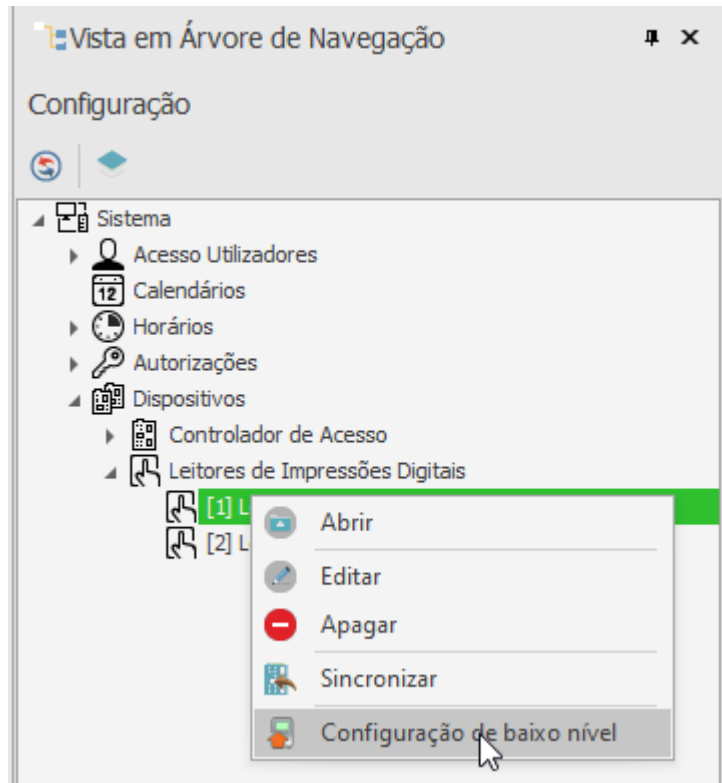 Vista em Árvore de Navegação
Configuração
Sistema
Acesso Utilizadores
12 Calendários
Horários
Autorizações
Dispositivos
Controlador de Acesso
Leitores de Impressões Digitais
[1] L
[2] L
Abrir
Editar
Apagar
Sincronizar
Configuração de baixo nível